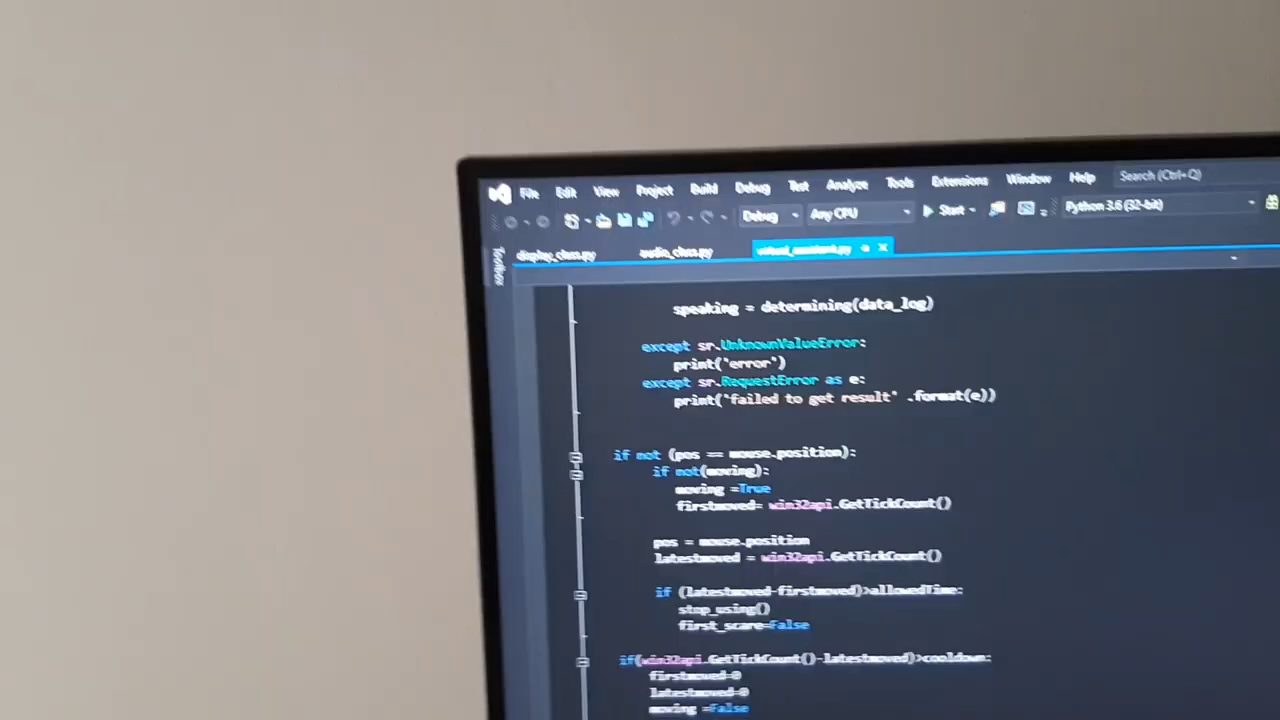 File Edit View Project Build Debug Test Analyze Tools Extensions Window Help Search (Ctrl+Q)
Debug Any CPU Start Python 3.6 (32-bit)
display_class.py audio_class.py virtual_assistant.py
Toolbox
speaking = determining(data_log)
except sr.UnknownValueError:
print('error')
except sr.RequestError as e:
print('failed to get result' .format(e))
if not (pos == mouse.position):
if not(moving):
moving =True
firstmoved= win32api.GetTickCount()
pos = mouse.position
latestmoved = win32api.GetTickCount()
if (latestmoved-firstmoved)>allowedTime:
stop_using()
first_scare=False
if(win32api.GetTickCount()-latestmoved)>cooldown:
firstmoved=0
latestmoved=0
moving =False